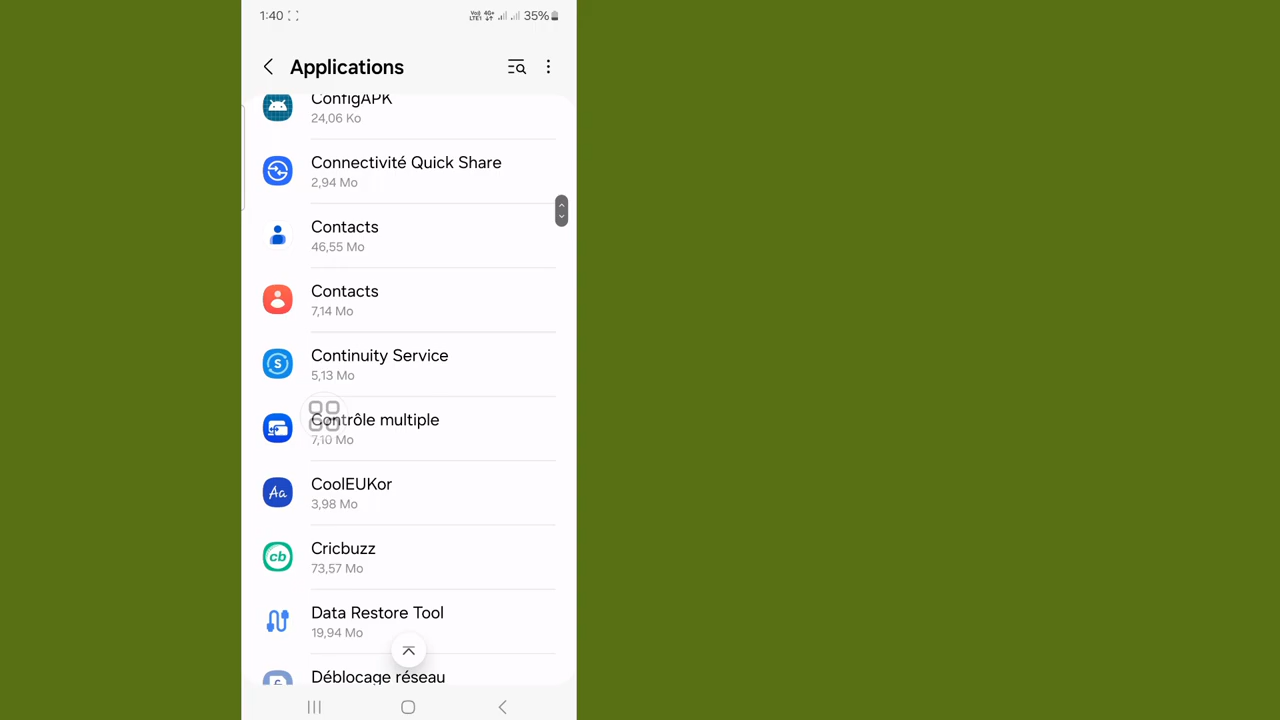 1:40 35%
Applications
ConfigAPK
24,06 Ko
Connectivité Quick Share
2,94 Mo
Contacts
46,55 Mo
Contacts
7,14 Mo
Continuity Service
5,13 Mo
Contrôle multiple
7,10 Mo
CoolEUKor
3,98 Mo
Cricbuzz
73,57 Mo
Data Restore Tool
19,94 Mo
Déblocage réseau